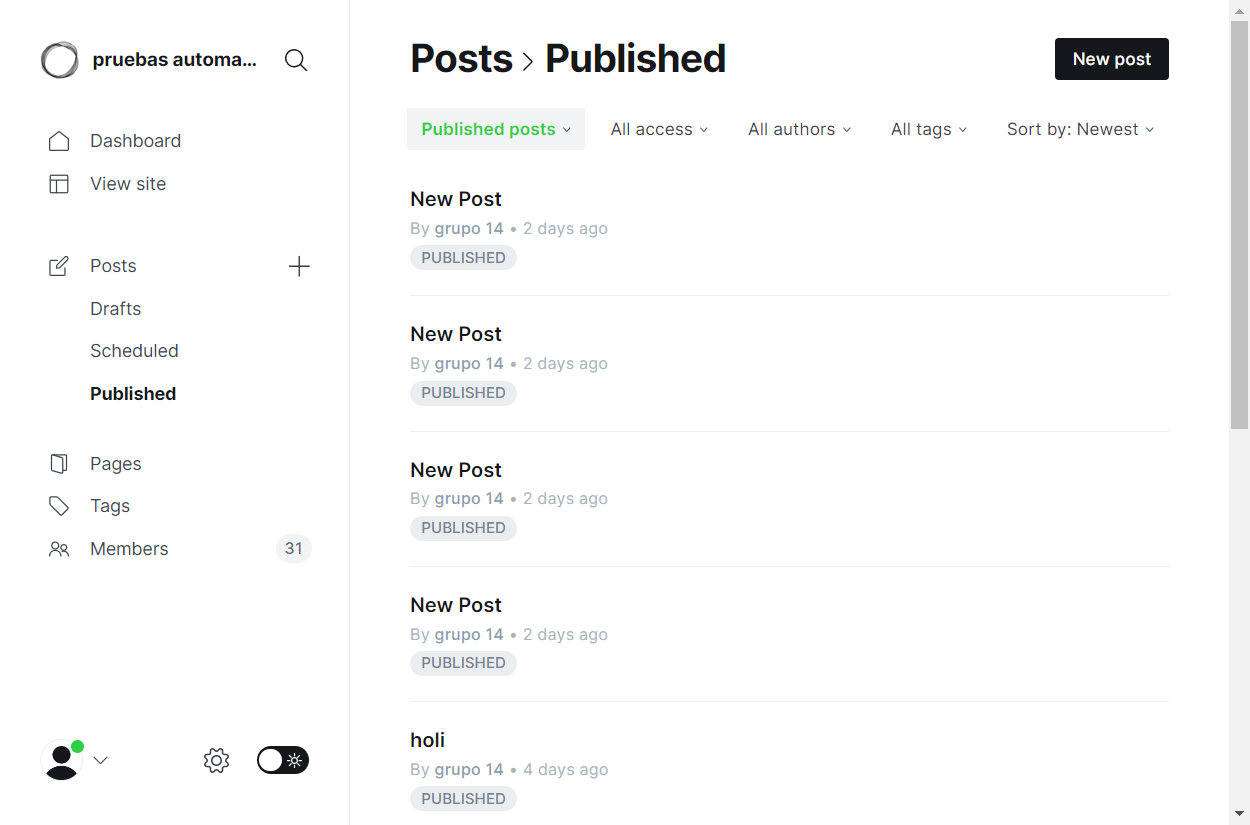 pruebas automa...
Dashboard
View site
Posts
Drafts
Scheduled
Published
Pages
Tags
Members 31
Posts Published
New post
Published posts All access All authors All tags Sort by: Newest
New Post
By grupo 14 • 2 days ago
PUBLISHED
New Post
By grupo 14 • 2 days ago
PUBLISHED
New Post
By grupo 14 • 2 days ago
PUBLISHED
New Post
By grupo 14 • 2 days ago
PUBLISHED
holi
By grupo 14 • 4 days ago
PUBLISHED